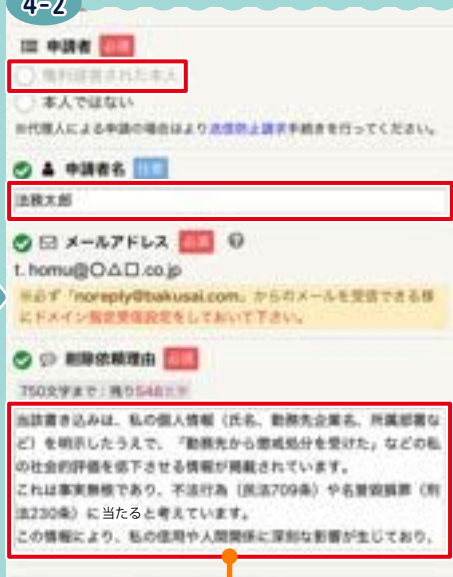 4-2
申請者 必須
権利侵害された本人
本人ではない
※代理人による申請の場合はより送信防止請求手続きを行ってください。
申請者名 任意
法務太郎
メールアドレス 必須
t. homu@○△□.co.jp
※必ず「noreply@bakusai.com」からのメールを受信できる様
にドメイン指定受信設定をしておいて下さい。
削除依頼理由 必須
750文字まで：残り548文字
当該書き込みは、私の個人情報（氏名、勤務先企業名、所属部署な
ど）を明示したうえで、「勤務先から懲戒処分を受けた」などの私
の社会的評価を低下させる情報が掲載されています。
これは事実無根であり、不法行為（民法709条）や名誉毀損罪（刑
法230条）に当たると考えています。
この情報により、私の信用や人間関係に深刻な影響が生じており、